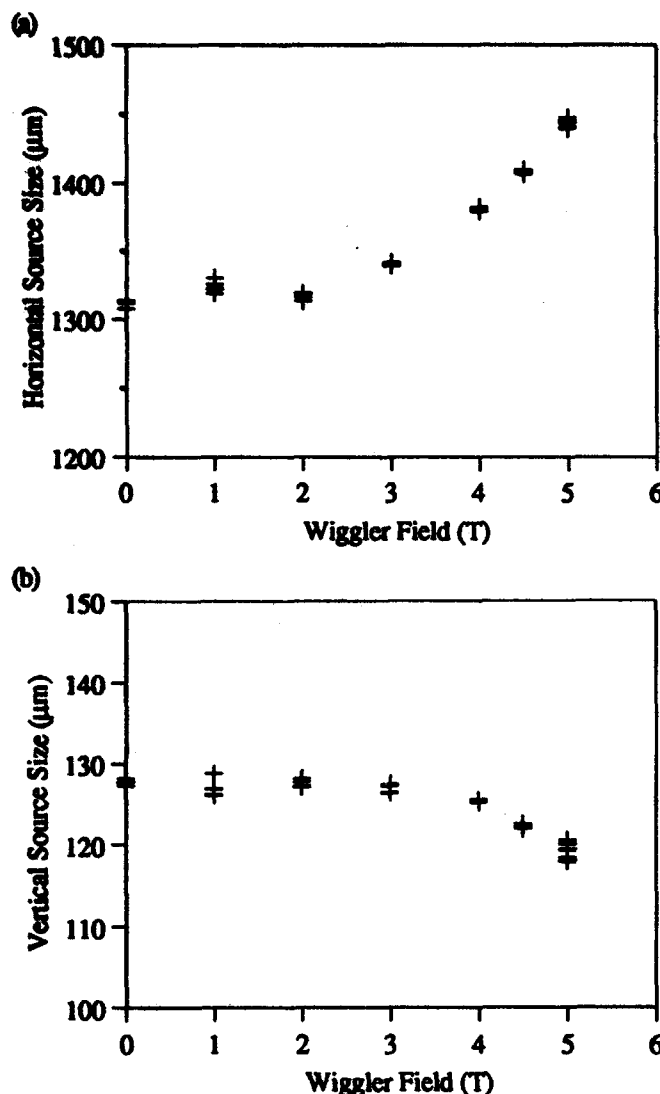 (a)
1500
1400
1300
1200
Horizontal Source Size (μm)
0 1 2 3 4 5 6
Wiggler Field (T)
(b)
150
140
130
120
110
100
Vertical Source Size (μm)
0 1 2 3 4 5 6
Wiggler Field (T)